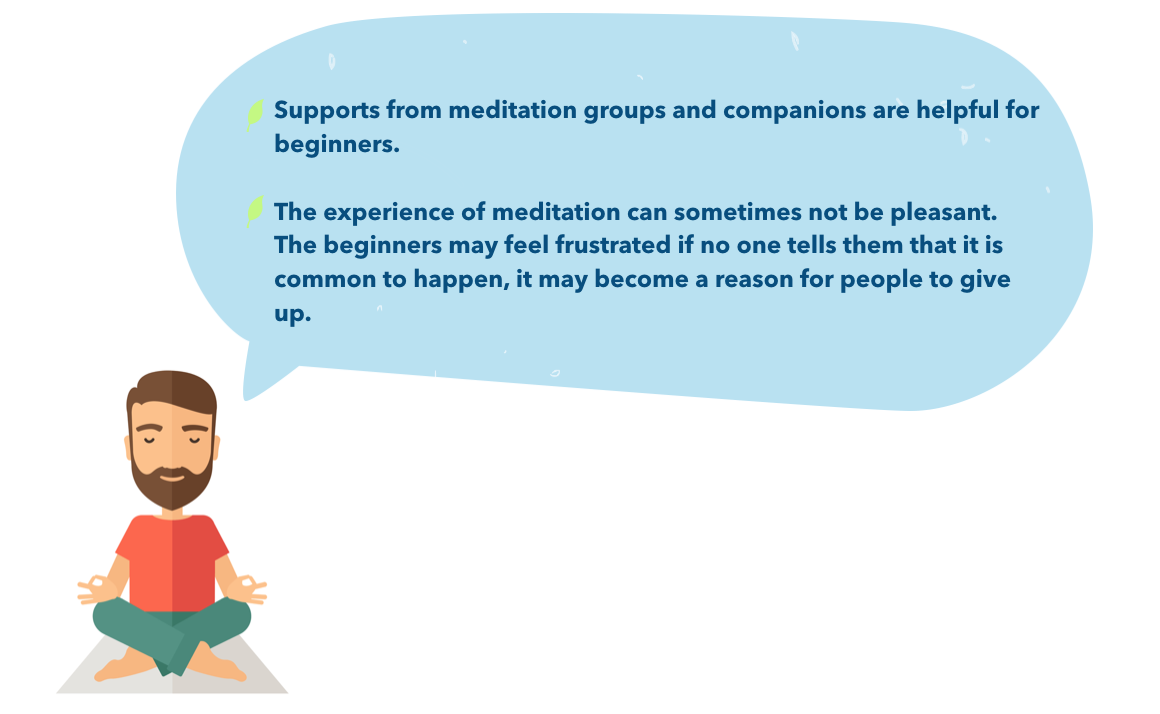 Supports from meditation groups and companions are helpful for
beginners.
The experience of meditation can sometimes not be pleasant.
The beginners may feel frustrated if no one tells them that it is
common to happen, it may become a reason for people to give
up.